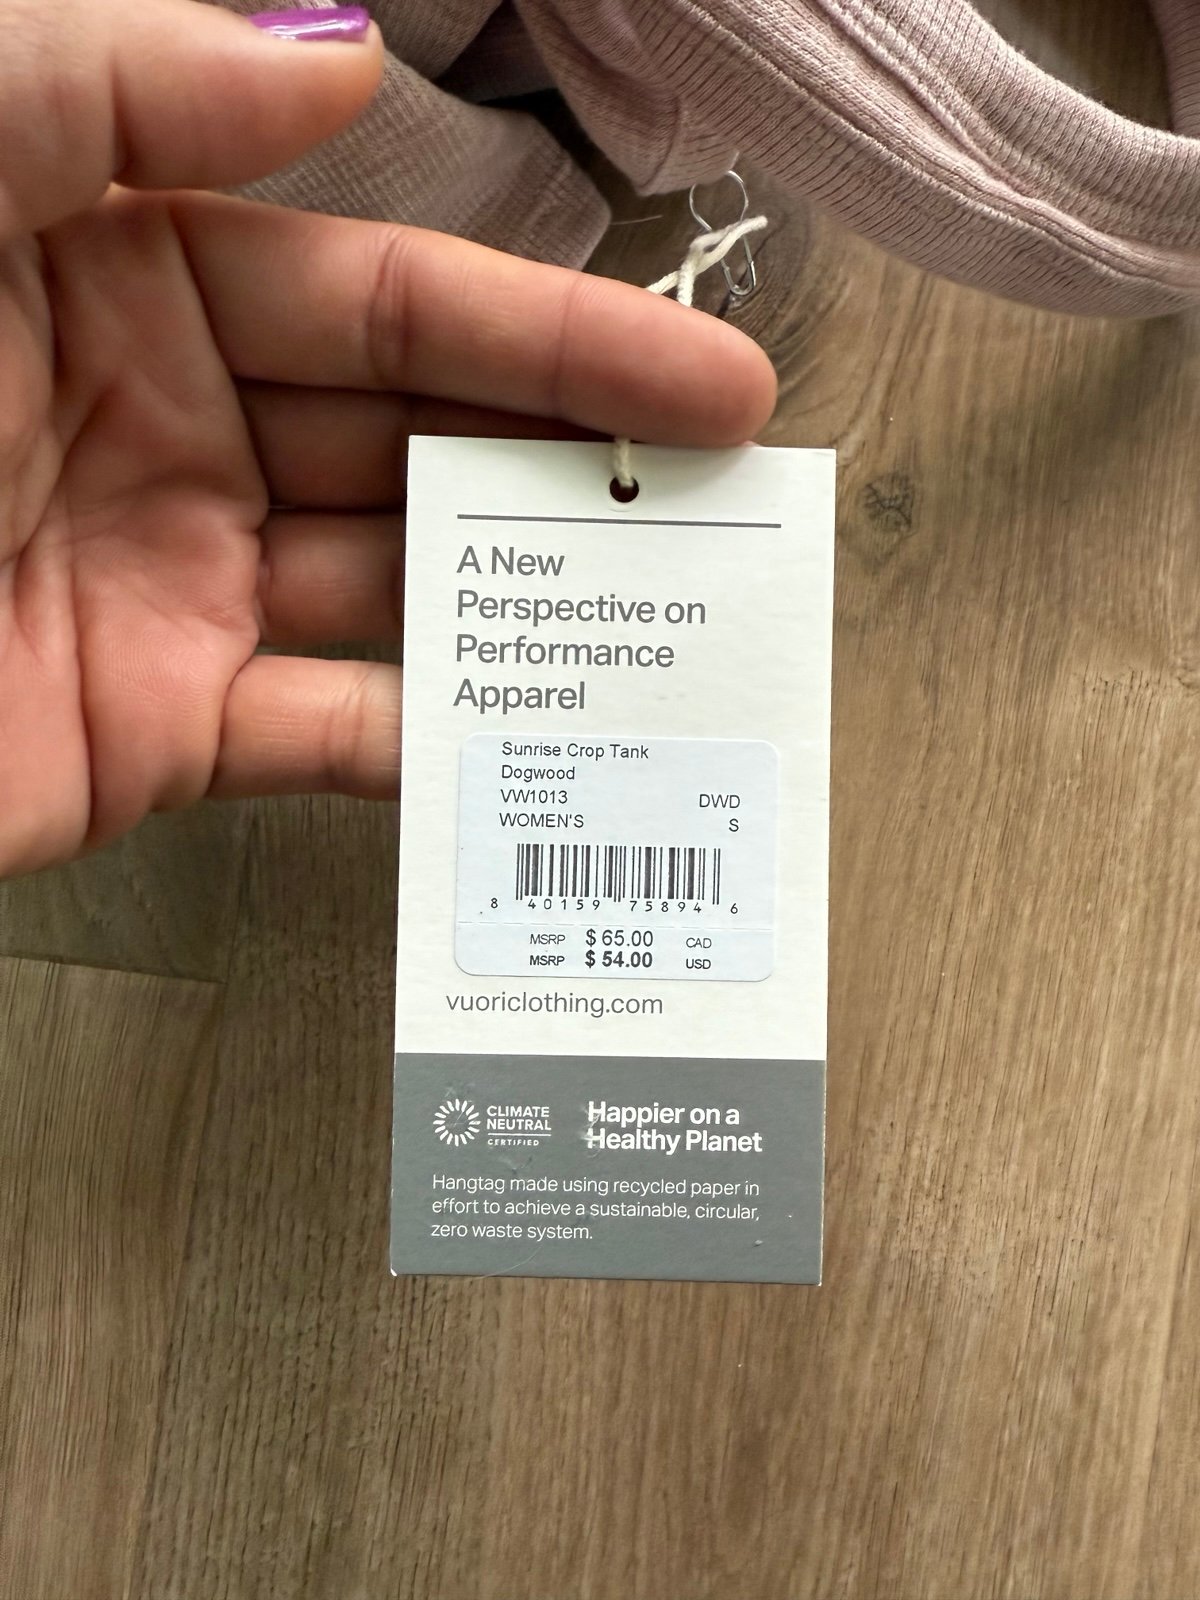 A New
Perspective on
Performance
Apparel
Sunrise Crop Tank
Dogwood
VW1013 DWD
WOMEN'S S
8 40159 75894 6
MSRP $ 65.00 CAD
MSRP $ 54.00 USD
vuoriclothing.com
CLIMATE
NEUTRAL
CERTIFIED
Happier on a
Healthy Planet
Hangtag made using recycled paper in
effort to achieve a sustainable, circular,
zero waste system.